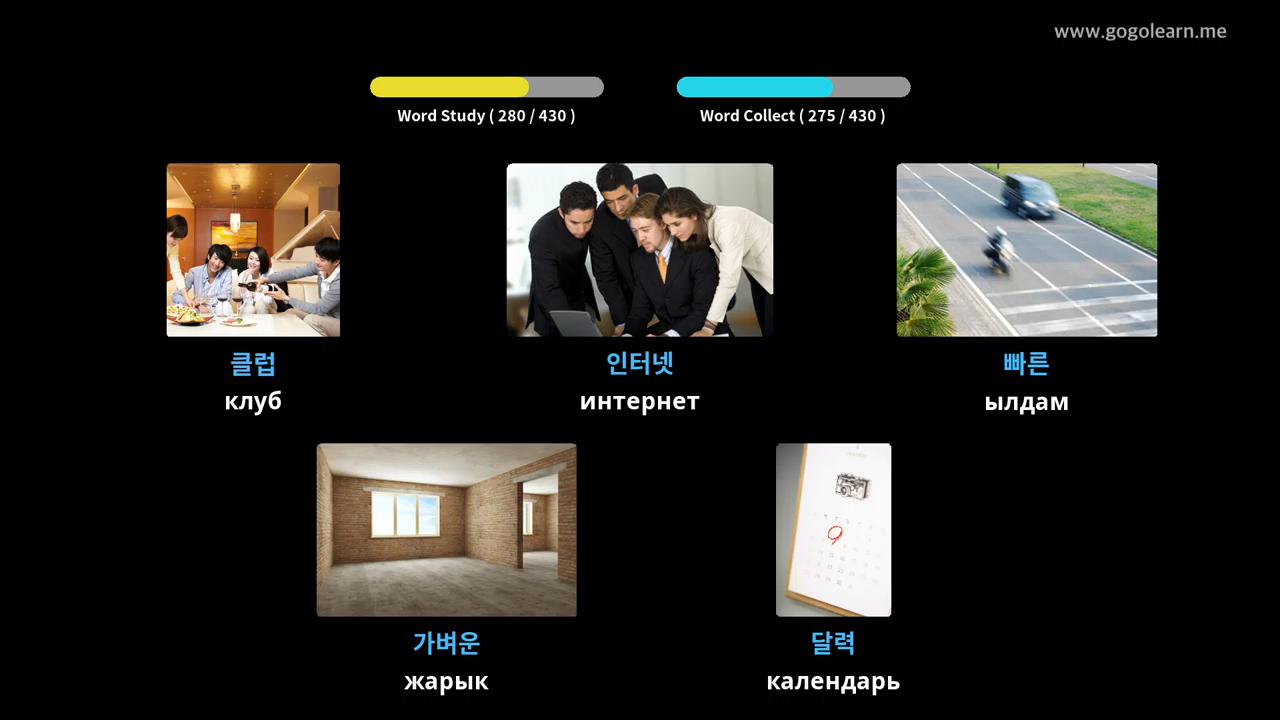 www.gogolearn.me
Word Study ( 280 / 430 )
Word Collect ( 275 / 430 )
클럽
клуб
인터넷
интернет
빠른
ылдам
가벼운
жарык
달력
календарь
9